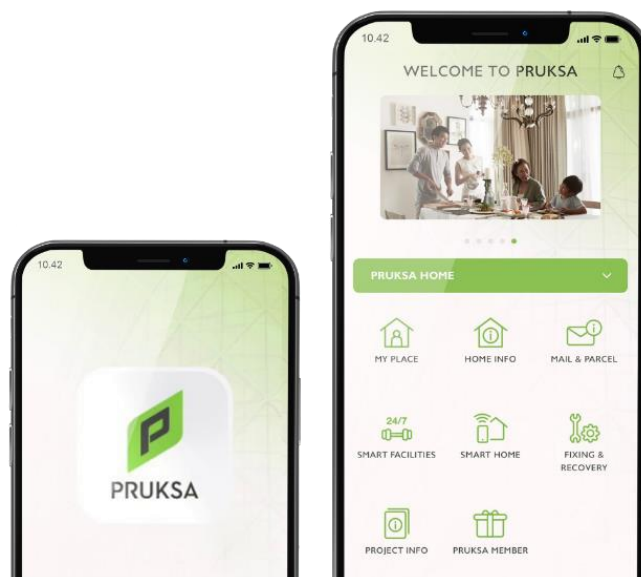 10.42
PRUKSA
10.42
WELCOME TO PRUKSA
PRUKSA HOME
MY PLACE
HOME INFO
MAIL & PARCEL
24/7
SMART FACILITIES
SMART HOME
FIXING &
RECOVERY
PROJECT INFO
PRUKSA MEMBER